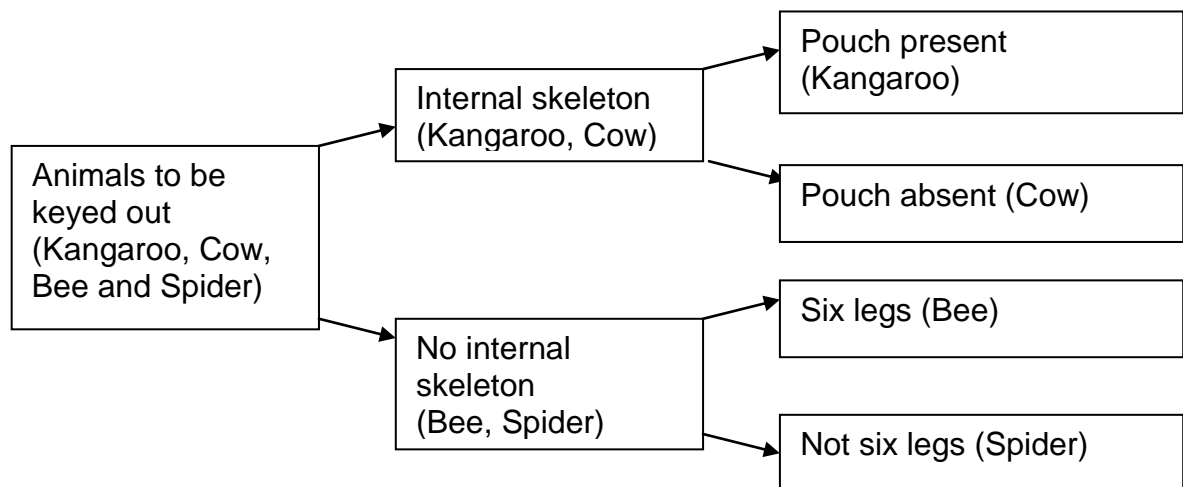 Animals to be
keyed out
(Kangaroo, Cow,
Bee and Spider)
Internal skeleton
(Kangaroo, Cow)
No internal
skeleton
(Bee, Spider)
Pouch present
(Kangaroo)
Pouch absent (Cow)
Six legs (Bee)
Not six legs (Spider)